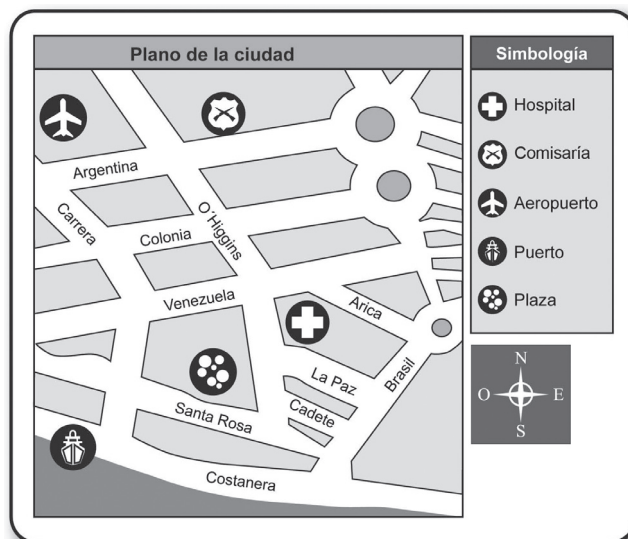 Plano de la ciudad
Argentina
Carrera
O´Higgins
Colonia
Venezuela
Arica
La Paz
Brasil
Cadete
Santa Rosa
Costanera
Simbología
Hospital
Comisaría
Aeropuerto
Puerto
Plaza
N
O
E
S